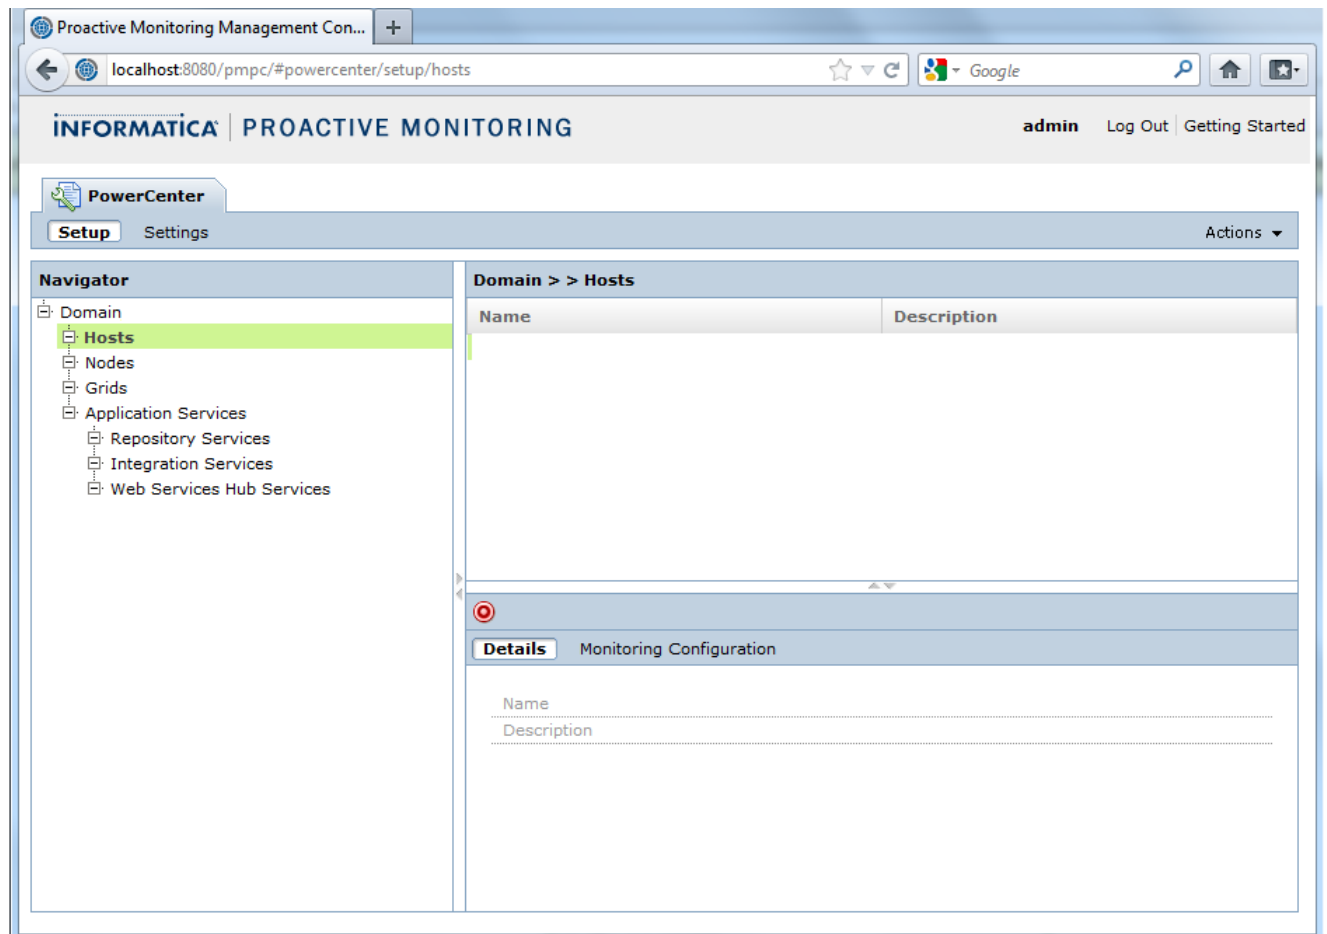 Proactive Monitoring Management Con...
localhost:8080/pmpc/#powercenter/setup/hosts
Google
INFORMATICA | PROACTIVE MONITORING
admin Log Out Getting Started
PowerCenter
Setup Settings Actions
Navigator
Domain
Hosts
Nodes
Grids
Application Services
Repository Services
Integration Services
Web Services Hub Services
Domain > > Hosts
Name Description
Details Monitoring Configuration
Name
Description